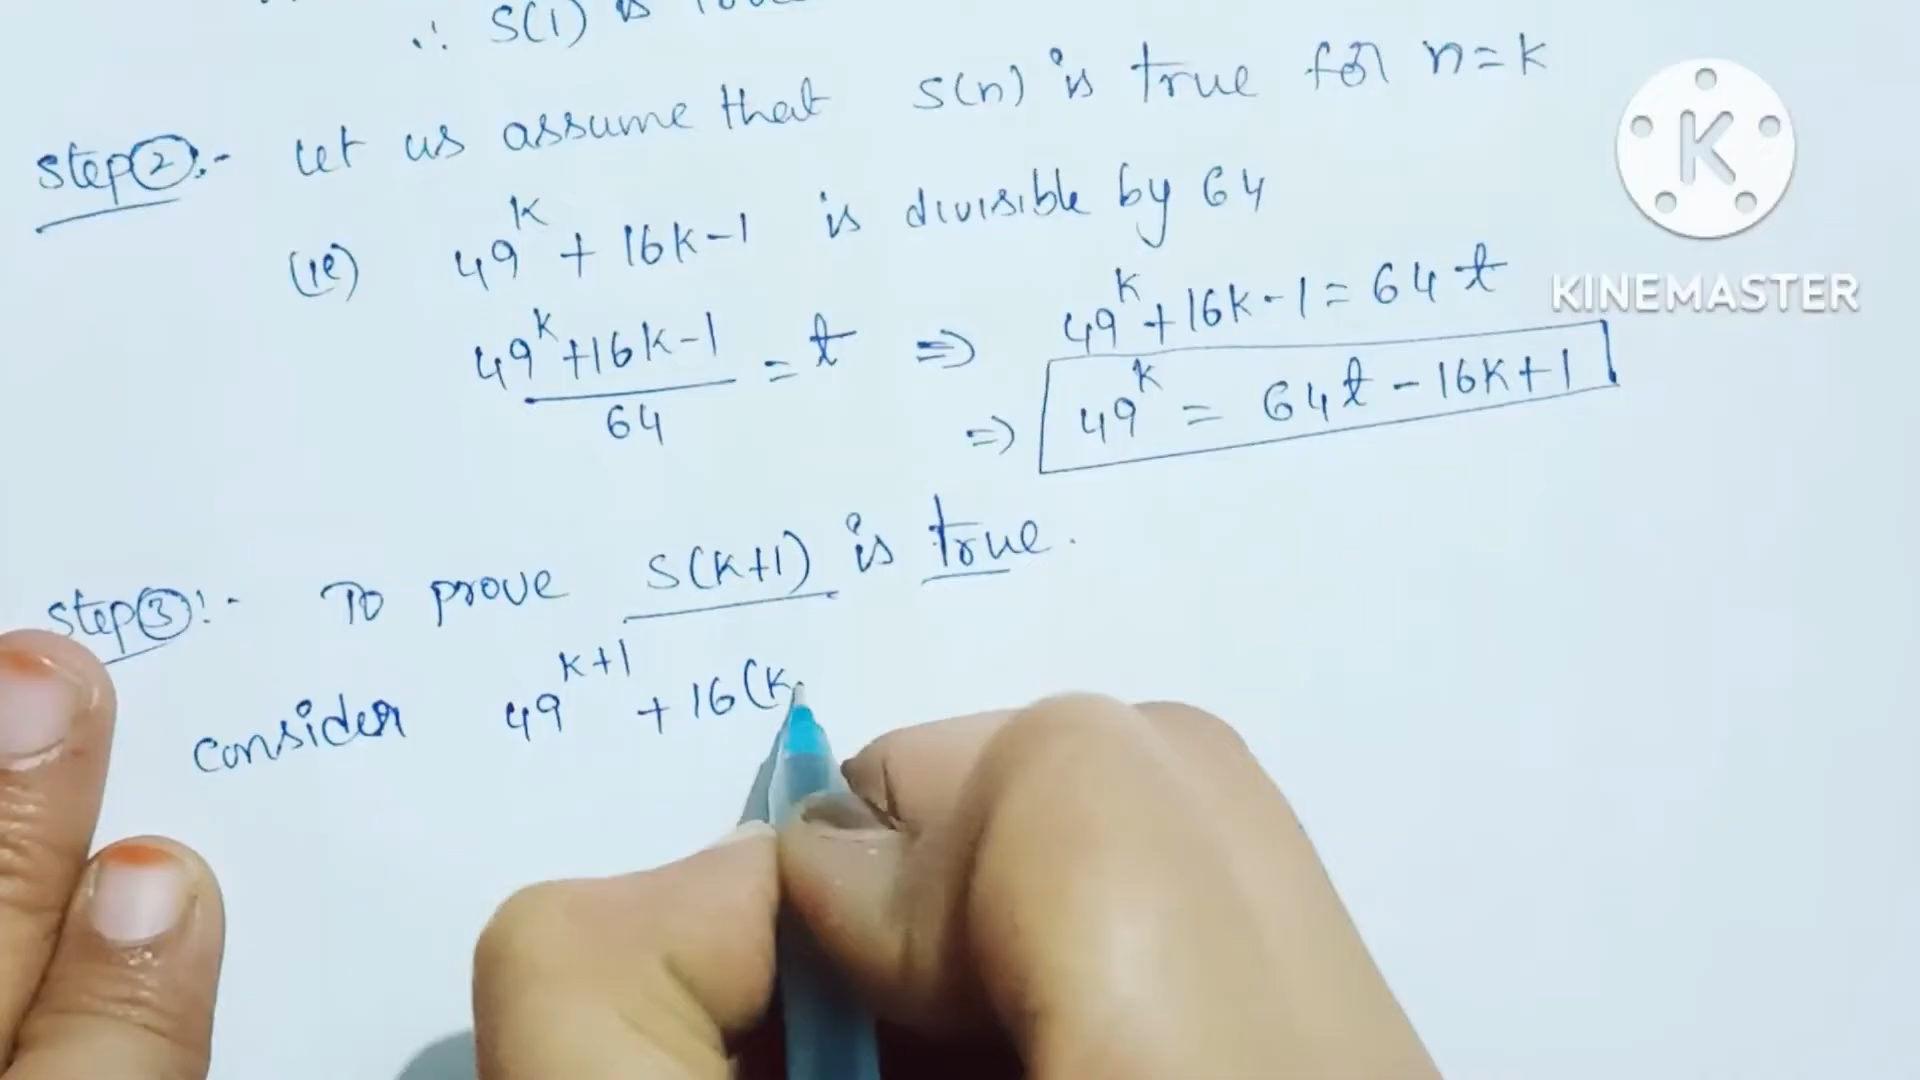 ∴ S(1) is
Step②:- Let us assume that S(n) is true for n=k
(ie) 49^k + 16k-1 is divisible by 64
(49^k+16k-1)/64 = t ⇒ 49^k+16k-1=64t
⇒ 49^k = 64t-16k+1
Step③:- To prove S(k+1) is true.
Consider 49^(k+1) + 16(k
K
KINEMASTER